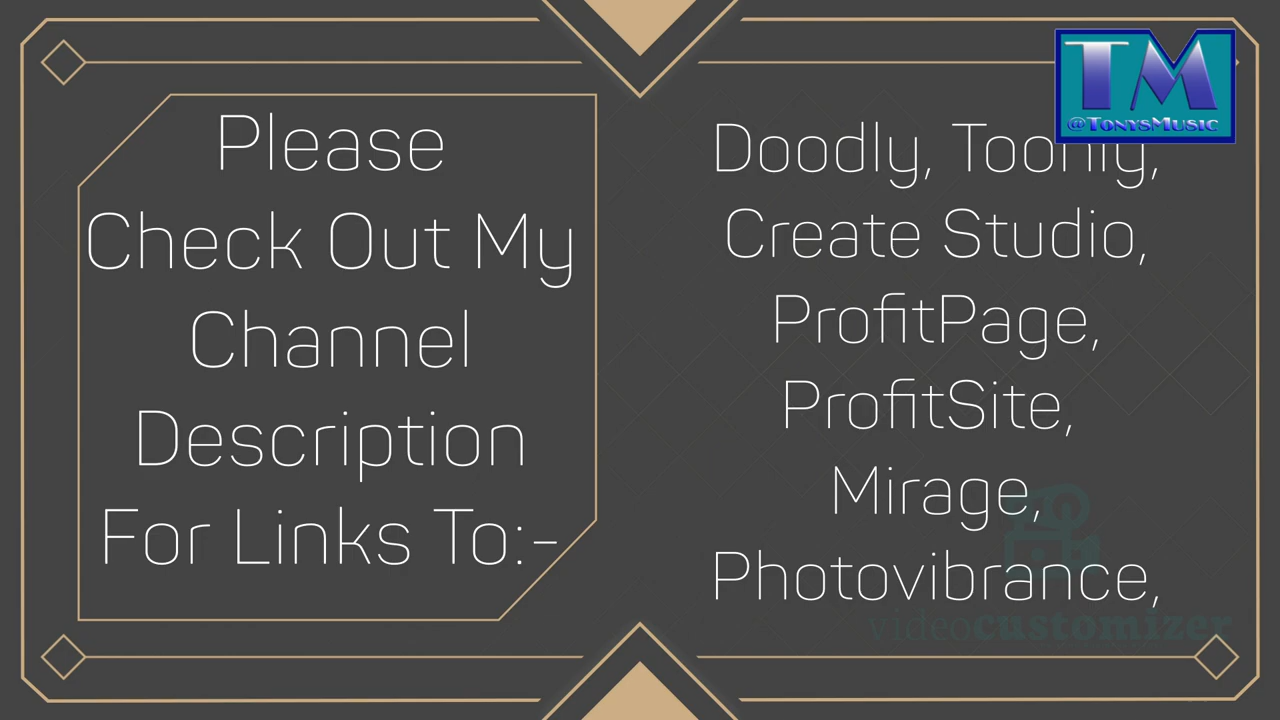 Please
Check Out My
Channel
Description
For Links To:-
TM
@TonysMusic
Doodly, Toonly,
Create Studio,
ProfitPage,
ProfitSite,
Mirage,
Photovibrance,
videocustomizer